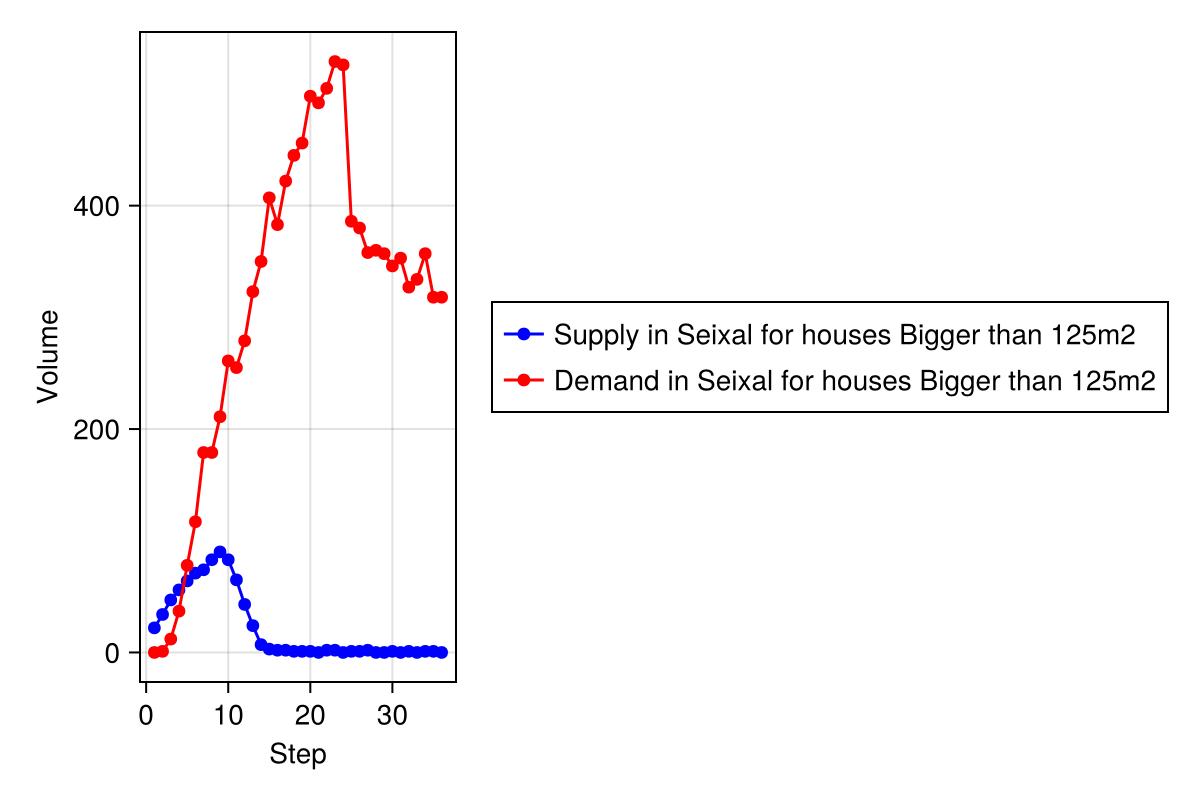 Volume
400
200
0
0 10 20 30
Step
Supply in Seixal for houses Bigger than 125m2
Demand in Seixal for houses Bigger than 125m2